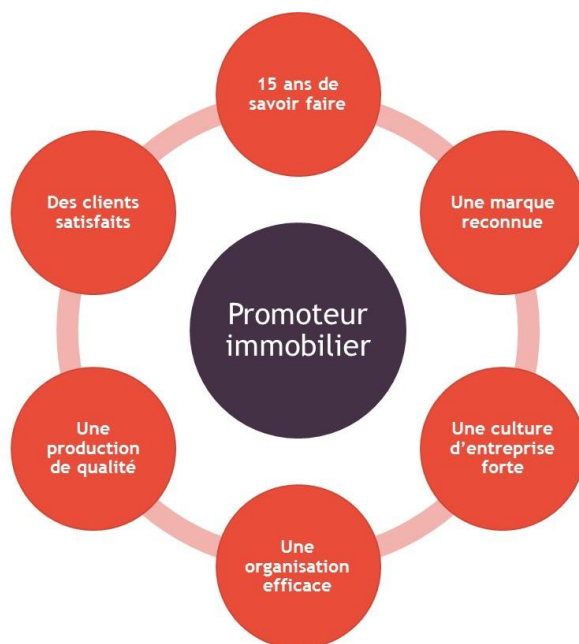 15 ans de
savoir faire
Une marque
reconnue
Une culture
d'entreprise
forte
Une
organisation
efficace
Une
production
de qualité
Des clients
satisfaits
Promoteur
immobilier